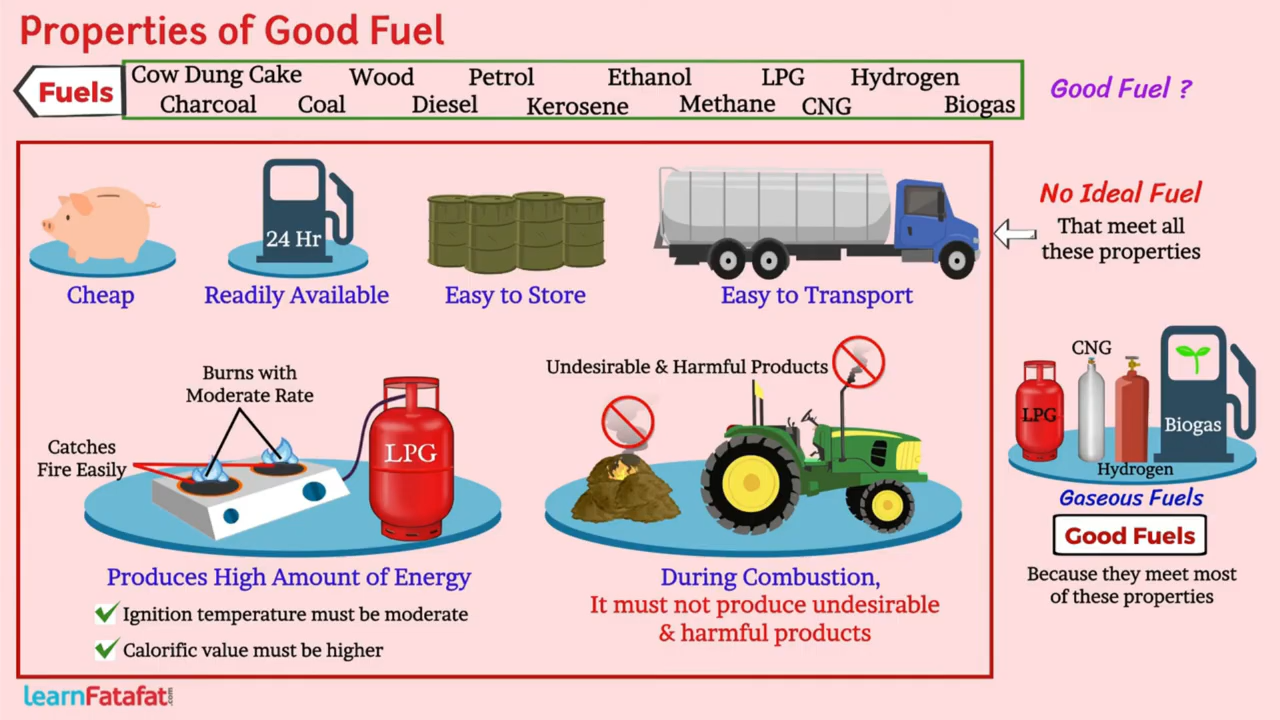 Properties of Good Fuel
Fuels
Cow Dung Cake Wood Petrol Ethanol LPG Hydrogen
Charcoal Coal Diesel Kerosene Methane CNG Biogas
Good Fuel ?
24 Hr
Cheap
Readily Available
Easy to Store
Easy to Transport
No Ideal Fuel
That meet all
these properties
Burns with
Moderate Rate
Catches
Fire Easily
LPG
Produces High Amount of Energy
Ignition temperature must be moderate
Calorific value must be higher
Undesirable & Harmful Products
During Combustion,
It must not produce undesirable
& harmful products
CNG
LPG
Biogas
Hydrogen
Gaseous Fuels
Good Fuels
Because they meet most
of these properties
learnFatafat.com